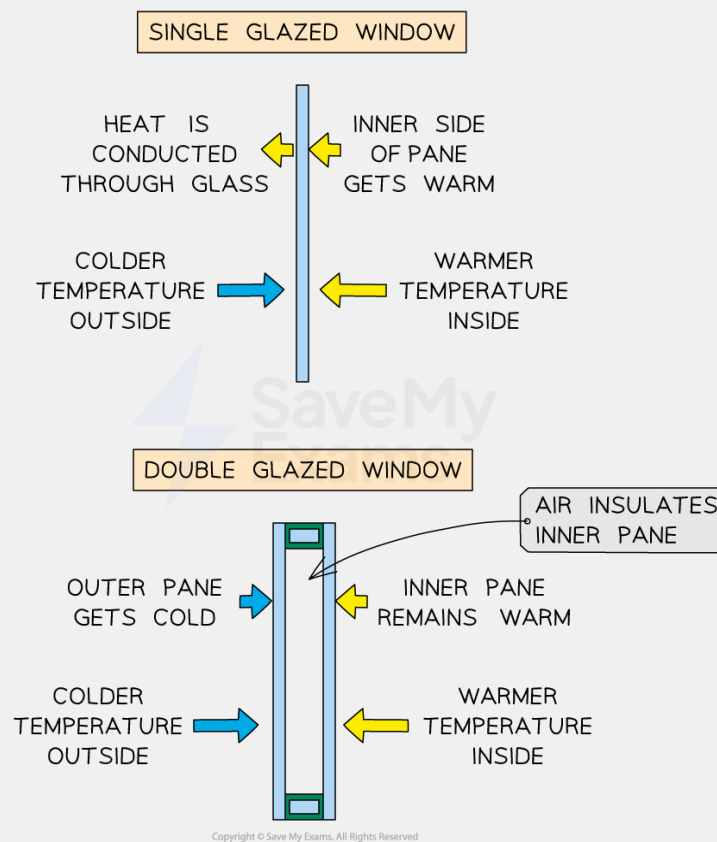 SINGLE GLAZED WINDOW
HEAT IS
CONDUCTED
THROUGH GLASS
INNER SIDE
OF PANE
GETS WARM
COLDER
TEMPERATURE
OUTSIDE
WARMER
TEMPERATURE
INSIDE
SaveMy
Exams
DOUBLE GLAZED WINDOW
AIR INSULATES
INNER PANE
OUTER PANE
GETS COLD
INNER PANE
REMAINS WARM
COLDER
TEMPERATURE
OUTSIDE
WARMER
TEMPERATURE
INSIDE
Copyright © Save My Exams. All Rights Reserved